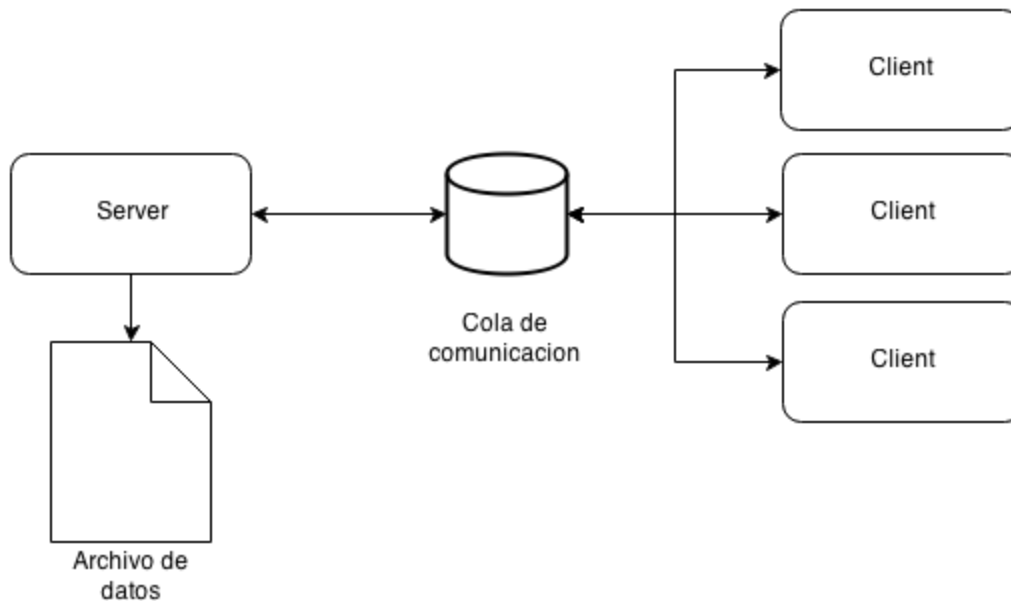 Client
Server
Client
Cola de
comunicacion
Client
Archivo de
datos